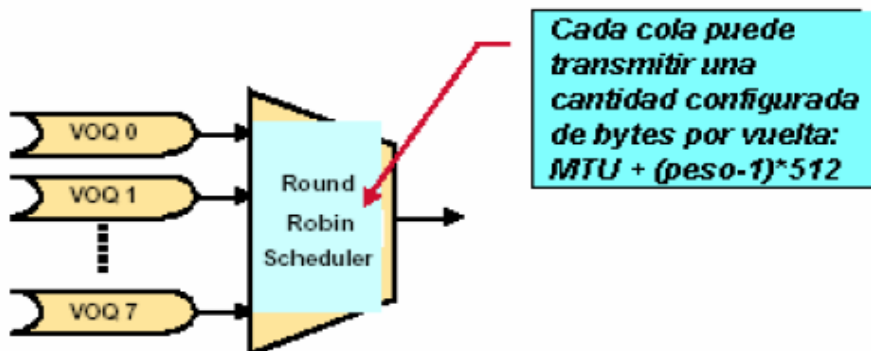 Cada cola puede
transmitir una
cantidad configurada
de bytes por vuelta:
MTU + (peso-1)*512
VOQ 0
VOQ 1
Round
Robin
Scheduler
VOQ 7